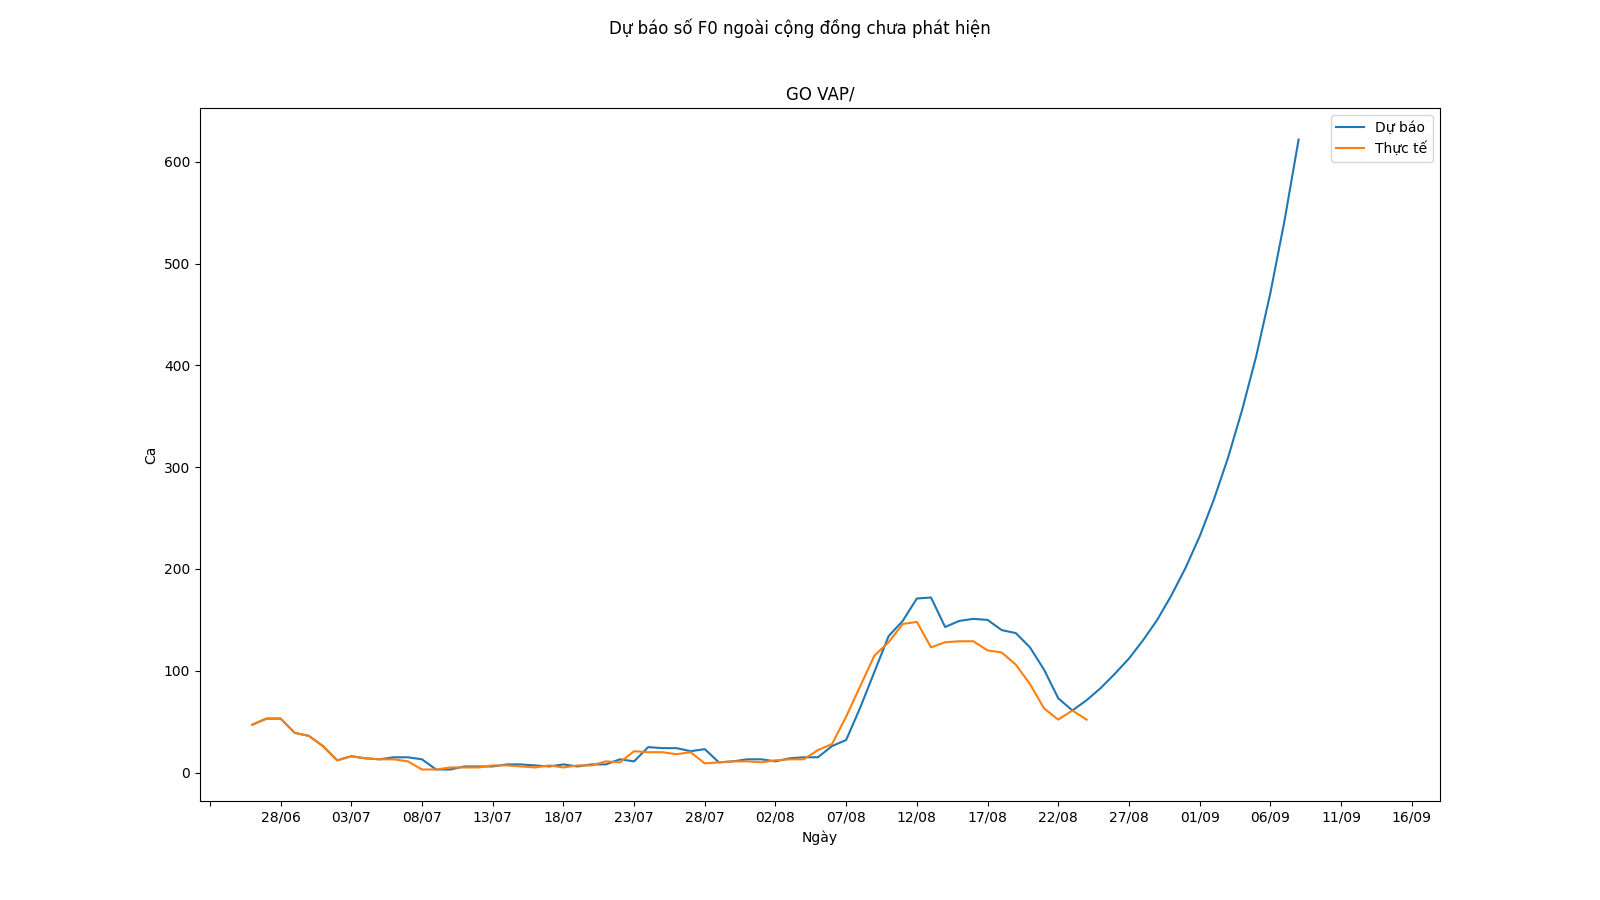 Dự báo số F0 ngoài cộng đồng chưa phát hiện
GO VAP/
Dự báo
Thực tế
600
500
400
300
200
100
0
Ca
28/06 03/07 08/07 13/07 18/07 23/07 28/07 02/08 07/08 12/08 17/08 22/08 27/08 01/09 06/09 11/09 16/09
Ngày